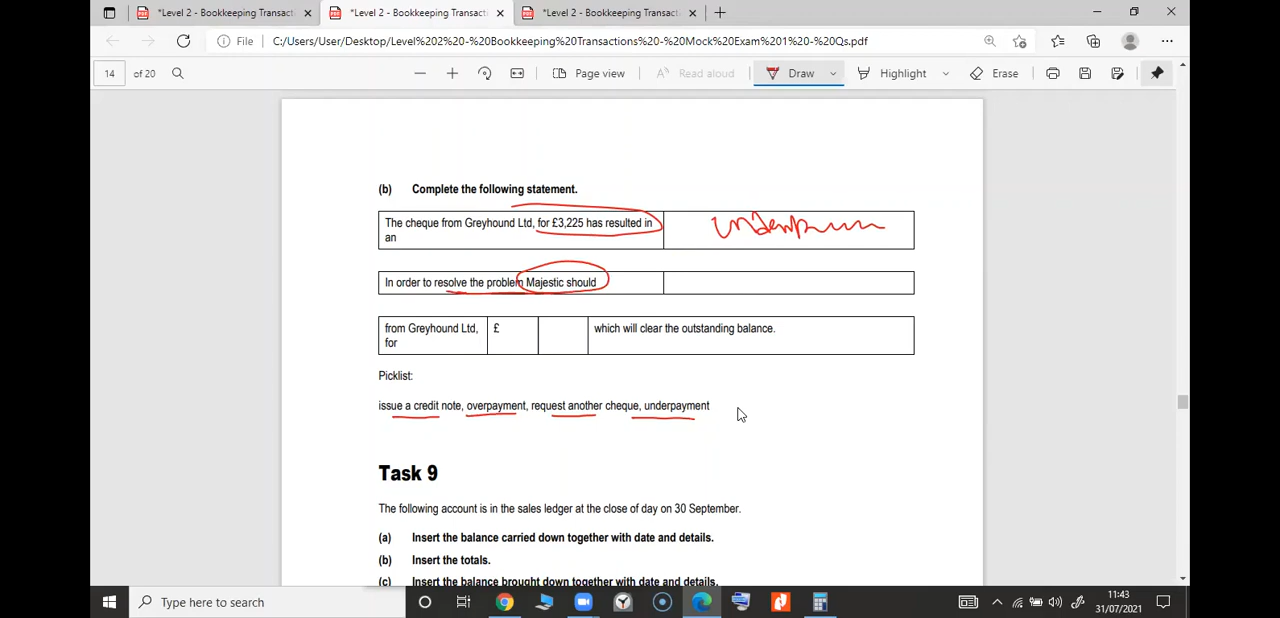 *Level 2 - Bookkeeping Transact
*Level 2 - Bookkeeping Transact
*Level 2 - Bookkeeping Transact
File
C:/Users/User/Desktop/Level%202%20-%20Bookkeeping%20Transactions%20-%20Mock%20Exam%201%20-%20Qs.pdf
14 of 20
Page view
Read aloud
Draw
Highlight
Erase
(b) Complete the following statement.
The cheque from Greyhound Ltd, for £3,225 has resulted in
an
In order to resolve the problem Majestic should
from Greyhound Ltd,
for
£
which will clear the outstanding balance.
Picklist:
issue a credit note, overpayment, request another cheque, underpayment
Task 9
The following account is in the sales ledger at the close of day on 30 September.
(a) Insert the balance carried down together with date and details.
(b) Insert the totals.
(c) Insert the balance brought down together with date and details.
Type here to search
11:43
31/07/2021